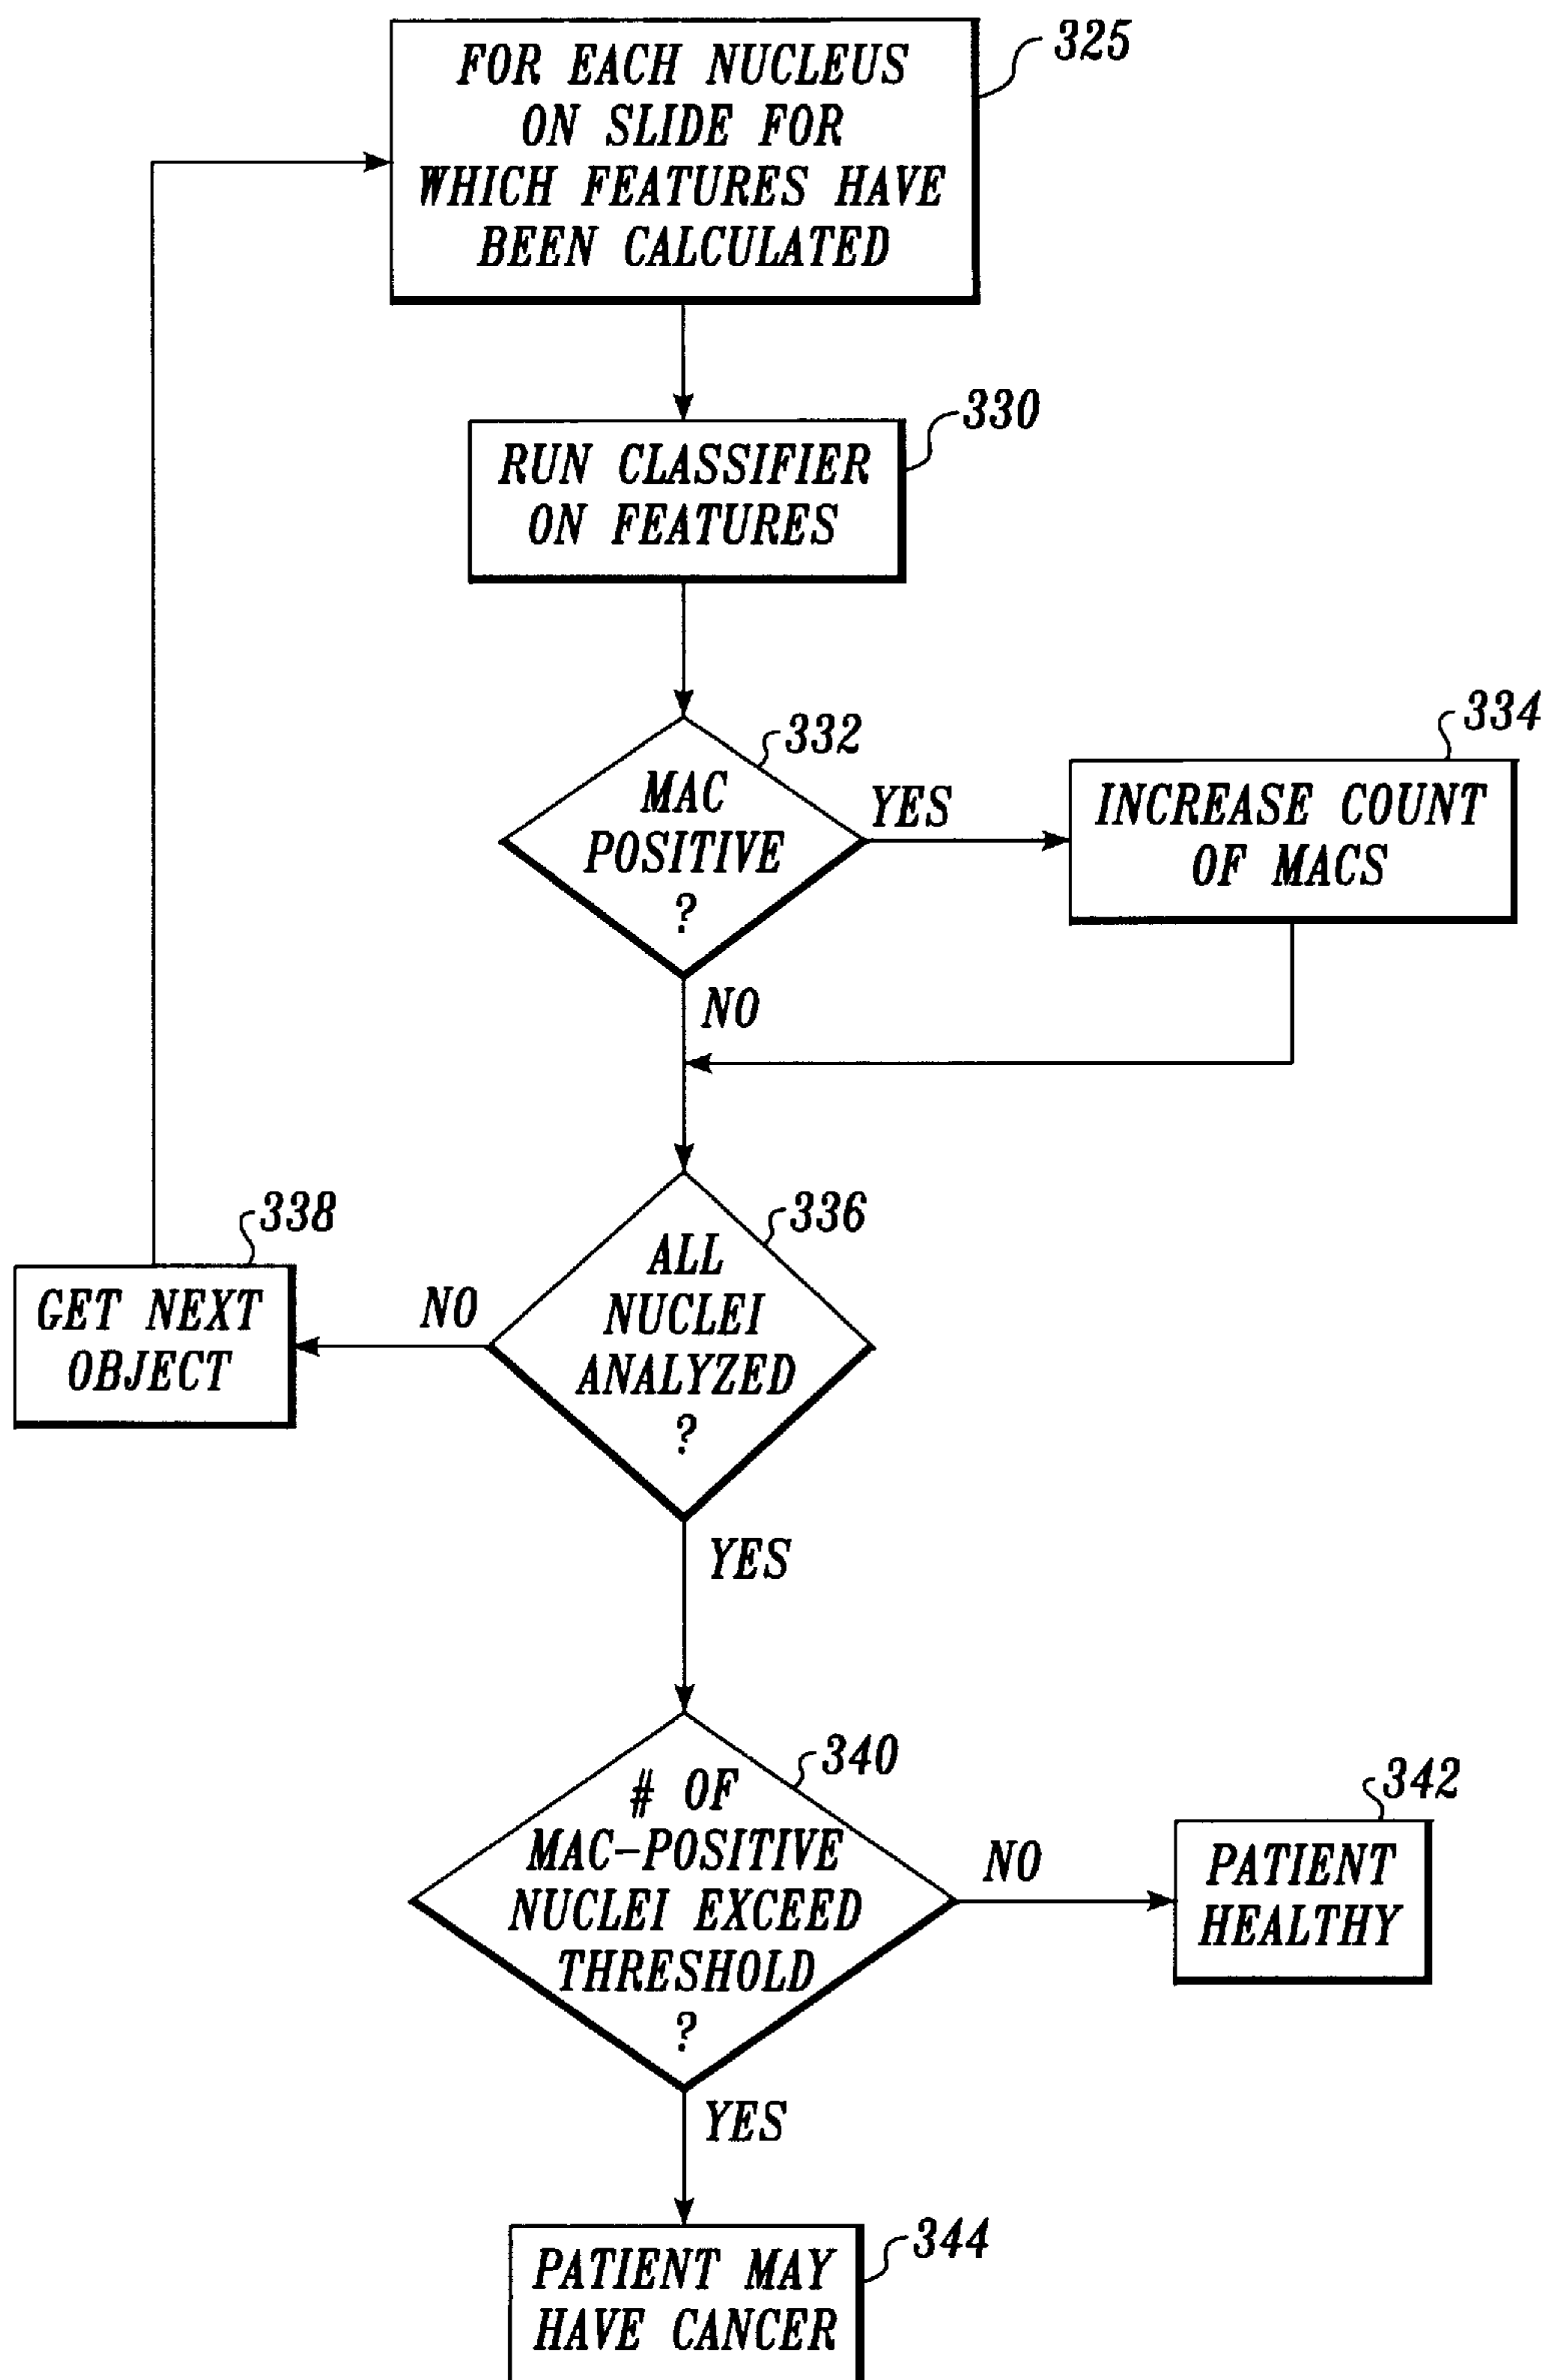 325
FOR EACH NUCLEUS
ON SLIDE FOR
WHICH FEATURES HAVE
BEEN CALCULATED
330
RUN CLASSIFIER
ON FEATURES
332
MAC
POSITIVE
?
YES
334
INCREASE COUNT
OF MACS
NO
336
ALL
NUCLEI
ANALYZED
?
NO
338
GET NEXT
OBJECT
YES
340
# OF
MAC-POSITIVE
NUCLEI EXCEED
THRESHOLD
?
NO
342
PATIENT
HEALTHY
YES
344
PATIENT MAY
HAVE CANCER